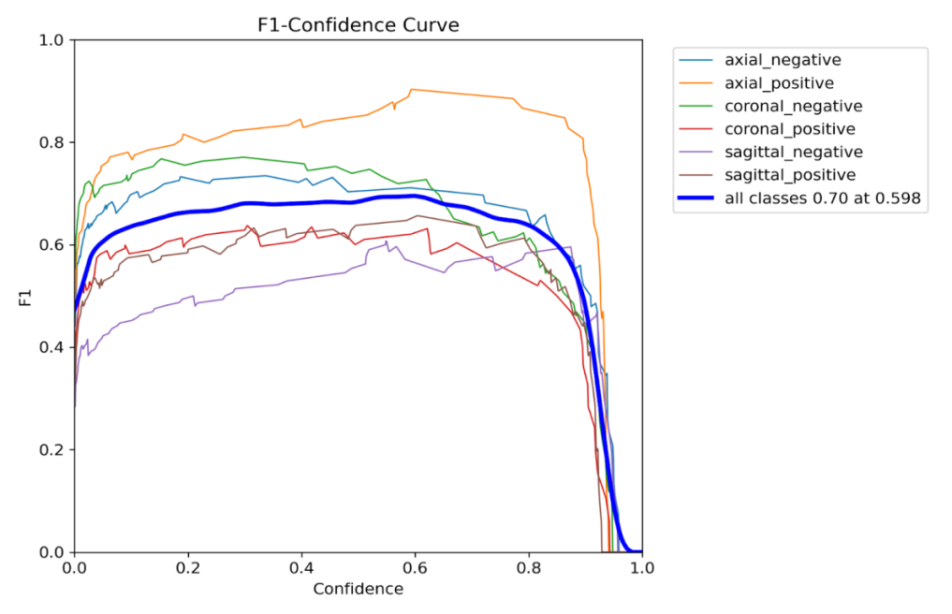 F1-Confidence Curve
1.0
0.8
0.6
0.4
0.2
0.0
F1
0.0 0.2 0.4 0.6 0.8 1.0
Confidence
axial_negative
axial_positive
coronal_negative
coronal_positive
sagittal_negative
sagittal_positive
all classes 0.70 at 0.598